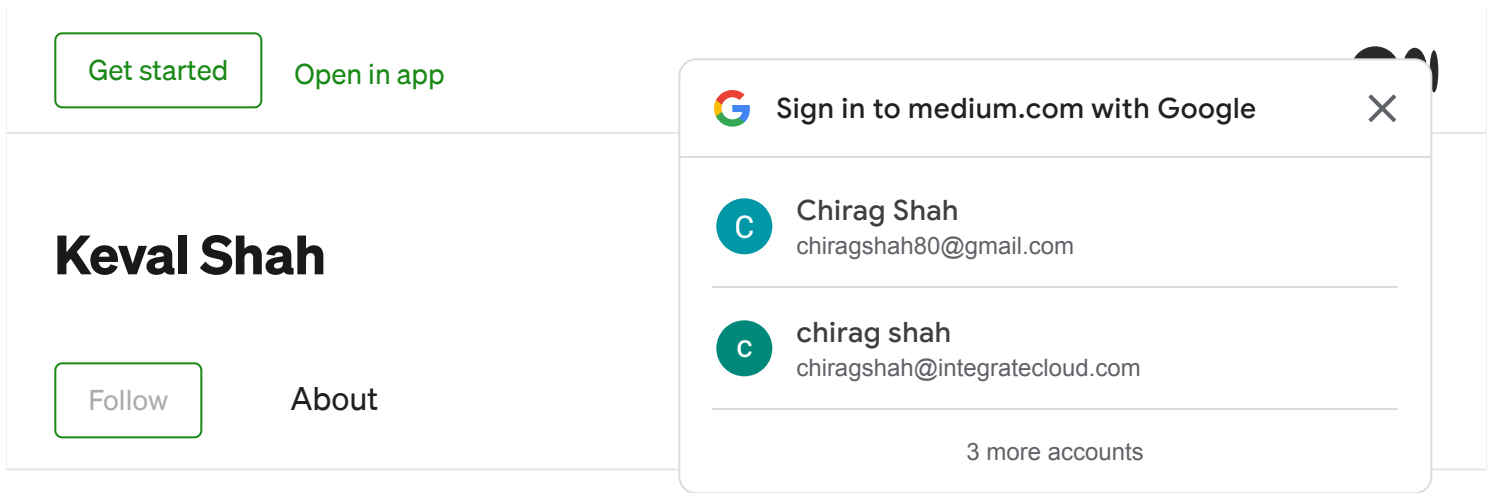 Get started
Open in app
Sign in to medium.com with Google
Chirag Shah
chiragshah80@gmail.com
chirag shah
chiragshah@integratecloud.com
3 more accounts
Keval Shah
Follow
About
C
c